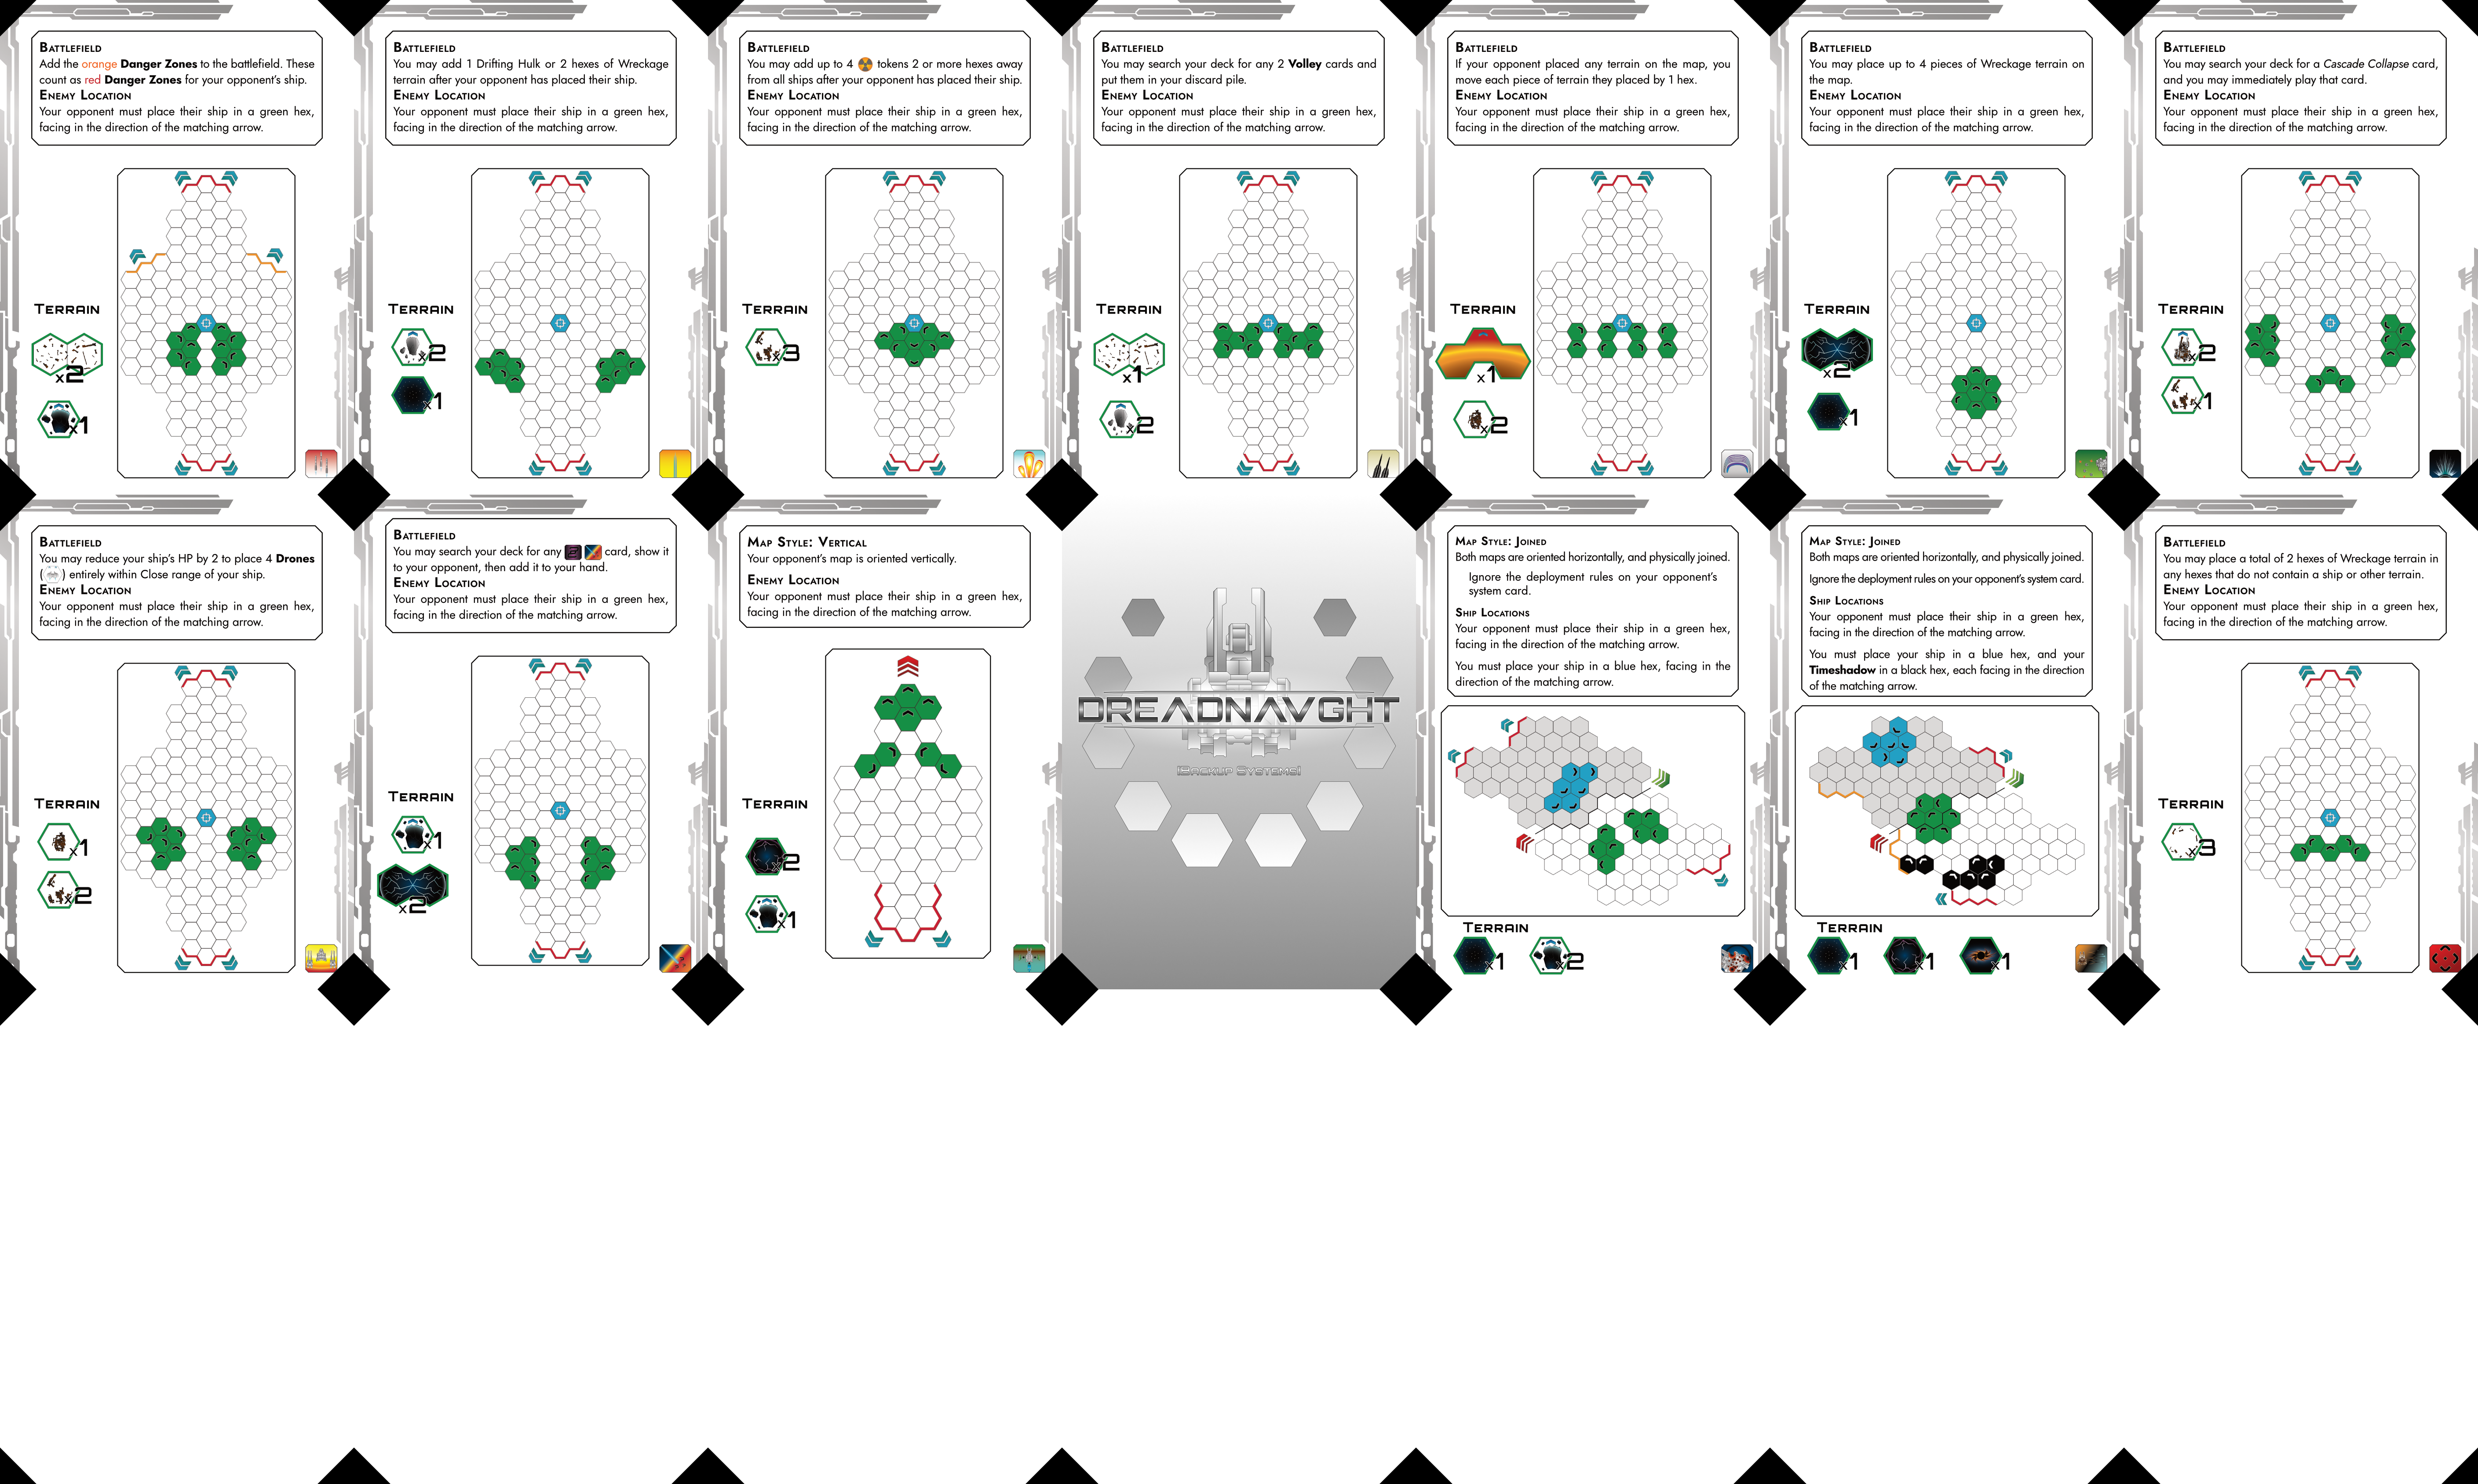 BATTLEFIELD
Add the orange Danger Zones to the battlefield. These
count as red Danger Zones for your opponent's ship.
ENEMY LOCATION
Your opponent must place their ship in a green hex,
facing in the direction of the matching arrow.
TERRAIN
x2
x1
BATTLEFIELD
You may add 1 Drifting Hulk or 2 hexes of Wreckage
terrain after your opponent has placed their ship.
ENEMY LOCATION
Your opponent must place their ship in a green hex,
facing in the direction of the matching arrow.
TERRAIN
x2
x1
BATTLEFIELD
You may add up to 4 tokens 2 or more hexes away
from all ships after your opponent has placed their ship.
ENEMY LOCATION
Your opponent must place their ship in a green hex,
facing in the direction of the matching arrow.
TERRAIN
x3
BATTLEFIELD
You may search your deck for any 2 Volley cards and
put them in your discard pile.
ENEMY LOCATION
Your opponent must place their ship in a green hex,
facing in the direction of the matching arrow.
TERRAIN
x1
x2
BATTLEFIELD
If your opponent placed any terrain on the map, you
move each piece of terrain they placed by 1 hex.
ENEMY LOCATION
Your opponent must place their ship in a green hex,
facing in the direction of the matching arrow.
TERRAIN
x1
x2
BATTLEFIELD
You may place up to 4 pieces of Wreckage terrain on
the map.
ENEMY LOCATION
Your opponent must place their ship in a green hex,
facing in the direction of the matching arrow.
TERRAIN
x2
x1
BATTLEFIELD
You may search your deck for a Cascade Collapse card,
and you may immediately play that card.
ENEMY LOCATION
Your opponent must place their ship in a green hex,
facing in the direction of the matching arrow.
TERRAIN
x2
x1
BATTLEFIELD
You may reduce your ship's HP by 2 to place 4 Drones
( ) entirely within Close range of your ship.
ENEMY LOCATION
Your opponent must place their ship in a green hex,
facing in the direction of the matching arrow.
TERRAIN
x1
x2
BATTLEFIELD
You may search your deck for any card, show it
to your opponent, then add it to your hand.
ENEMY LOCATION
Your opponent must place their ship in a green hex,
facing in the direction of the matching arrow.
TERRAIN
x1
x2
MAP STYLE: VERTICAL
Your opponent's map is oriented vertically.
ENEMY LOCATION
Your opponent must place their ship in a green hex,
facing in the direction of the matching arrow.
TERRAIN
x2
x1
DREADNAVGHT
[BACKUP SYSTEMS]
MAP STYLE: JOINED
Both maps are oriented horizontally, and physically joined.
Ignore the deployment rules on your opponent's
system card.
SHIP LOCATIONS
Your opponent must place their ship in a green hex,
facing in the direction of the matching arrow.
You must place your ship in a blue hex, facing in the
direction of the matching arrow.
TERRAIN
x1 x2
MAP STYLE: JOINED
Both maps are oriented horizontally, and physically joined.
Ignore the deployment rules on your opponent's system card.
SHIP LOCATIONS
Your opponent must place their ship in a green hex,
facing in the direction of the matching arrow.
You must place your ship in a blue hex, and your
Timeshadow in a black hex, each facing in the direction
of the matching arrow.
TERRAIN
x1 x1 x1
BATTLEFIELD
You may place a total of 2 hexes of Wreckage terrain in
any hexes that do not contain a ship or other terrain.
ENEMY LOCATION
Your opponent must place their ship in a green hex,
facing in the direction of the matching arrow.
TERRAIN
x3